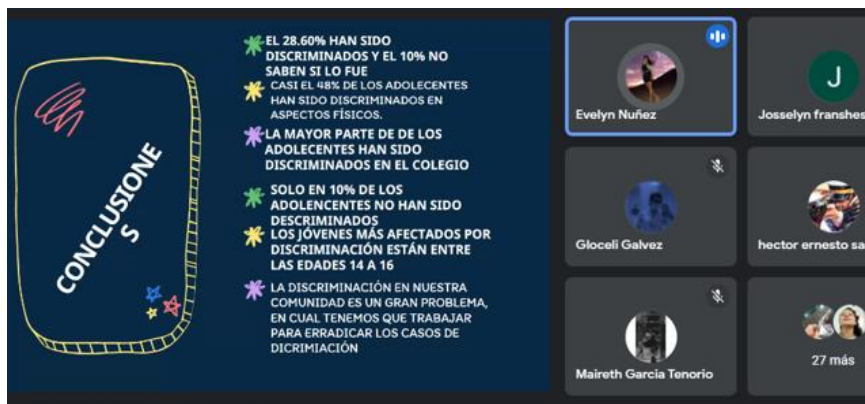 CONCLUSIONE
S
EL 28.60% HAN SIDO
DISCRIMINADOS Y EL 10% NO
SABEN SI LO FUE
CASI EL 48% DE LOS ADOLECENTES
HAN SIDO DISCRIMINADOS EN
ASPECTOS FÍSICOS.
LA MAYOR PARTE DE DE LOS
ADOLECENTES HAN SIDO
DISCRIMINADOS EN EL COLEGIO
SOLO EN 10% DE LOS
ADOLENCENTES NO HAN SIDO
DESCRIMINADOS
LOS JÓVENES MÁS AFECTADOS POR
DISCRIMINACIÓN ESTÁN ENTRE
LAS EDADES 14 A 16
LA DISCRIMINACIÓN EN NUESTRA
COMUNIDAD ES UN GRAN PROBLEMA,
EN CUAL TENEMOS QUE TRABAJAR
PARA ERRADICAR LOS CASOS DE
DICRIMIACIÓN
Evelyn Nuñez
J
Josselyn franshes
Gloceli Galvez
hector ernesto sa
Maireth Garcia Tenorio
27 más